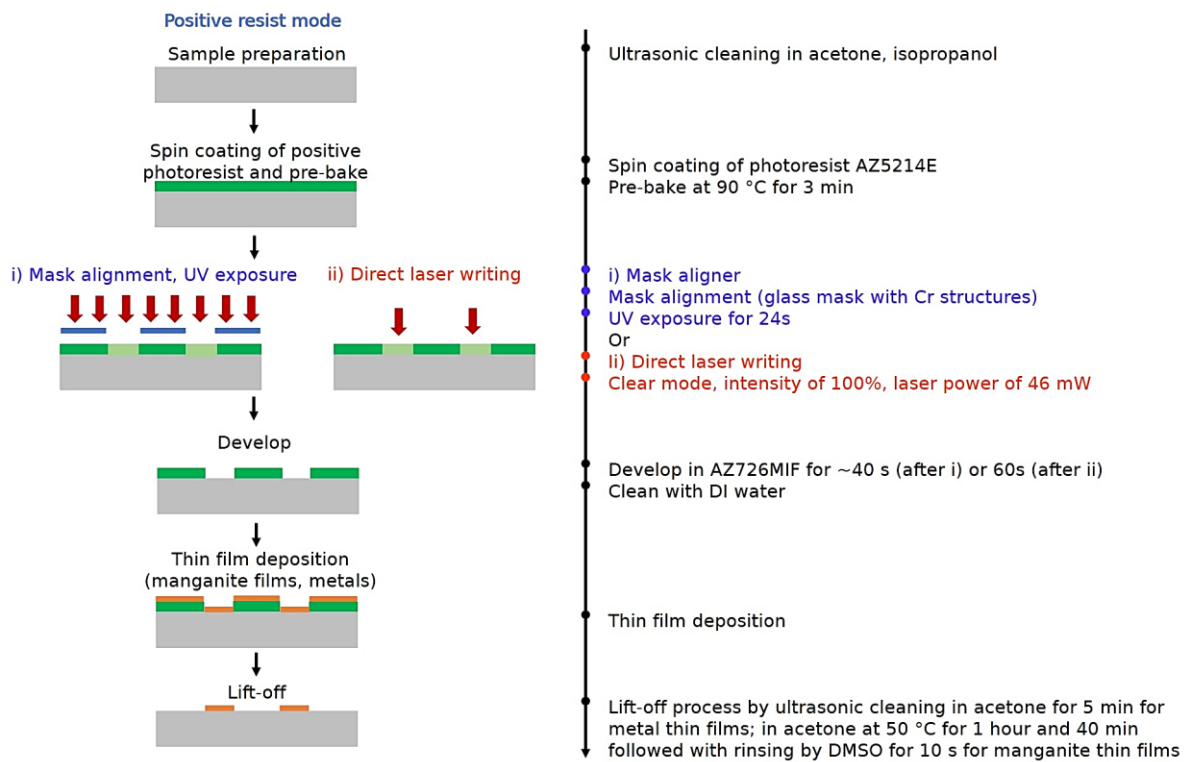 Positive resist mode
Sample preparation
Spin coating of positive
photoresist and pre-bake
i) Mask alignment, UV exposure
ii) Direct laser writing
Develop
Thin film deposition
(manganite films, metals)
Lift-off
Ultrasonic cleaning in acetone, isopropanol
Spin coating of photoresist AZ5214E
Pre-bake at 90 °C for 3 min
i) Mask aligner
Mask alignment (glass mask with Cr structures)
UV exposure for 24s
Or
Ii) Direct laser writing
Clear mode, intensity of 100%, laser power of 46 mW
Develop in AZ726MIF for ~40 s (after i) or 60s (after ii)
Clean with DI water
Thin film deposition
Lift-off process by ultrasonic cleaning in acetone for 5 min for
metal thin films; in acetone at 50 °C for 1 hour and 40 min
followed with rinsing by DMSO for 10 s for manganite thin films